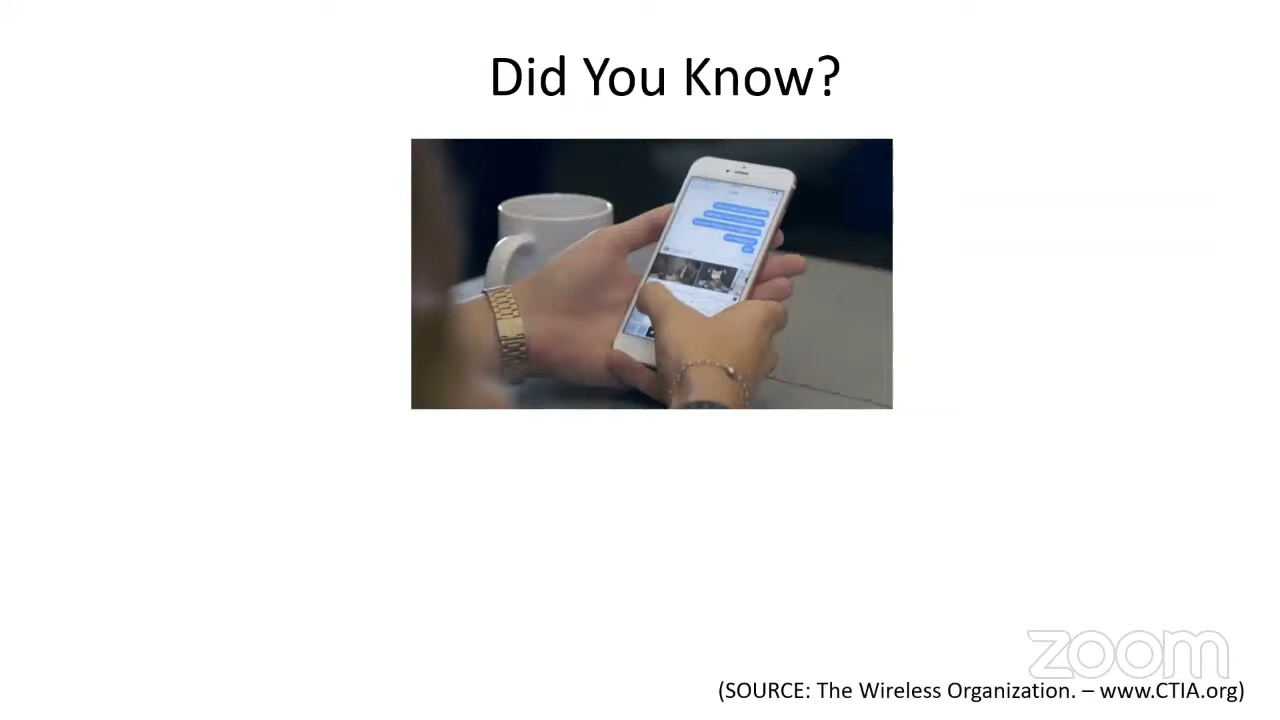 Did You Know?
zoom
(SOURCE: The Wireless Organization. – www.CTIA.org)